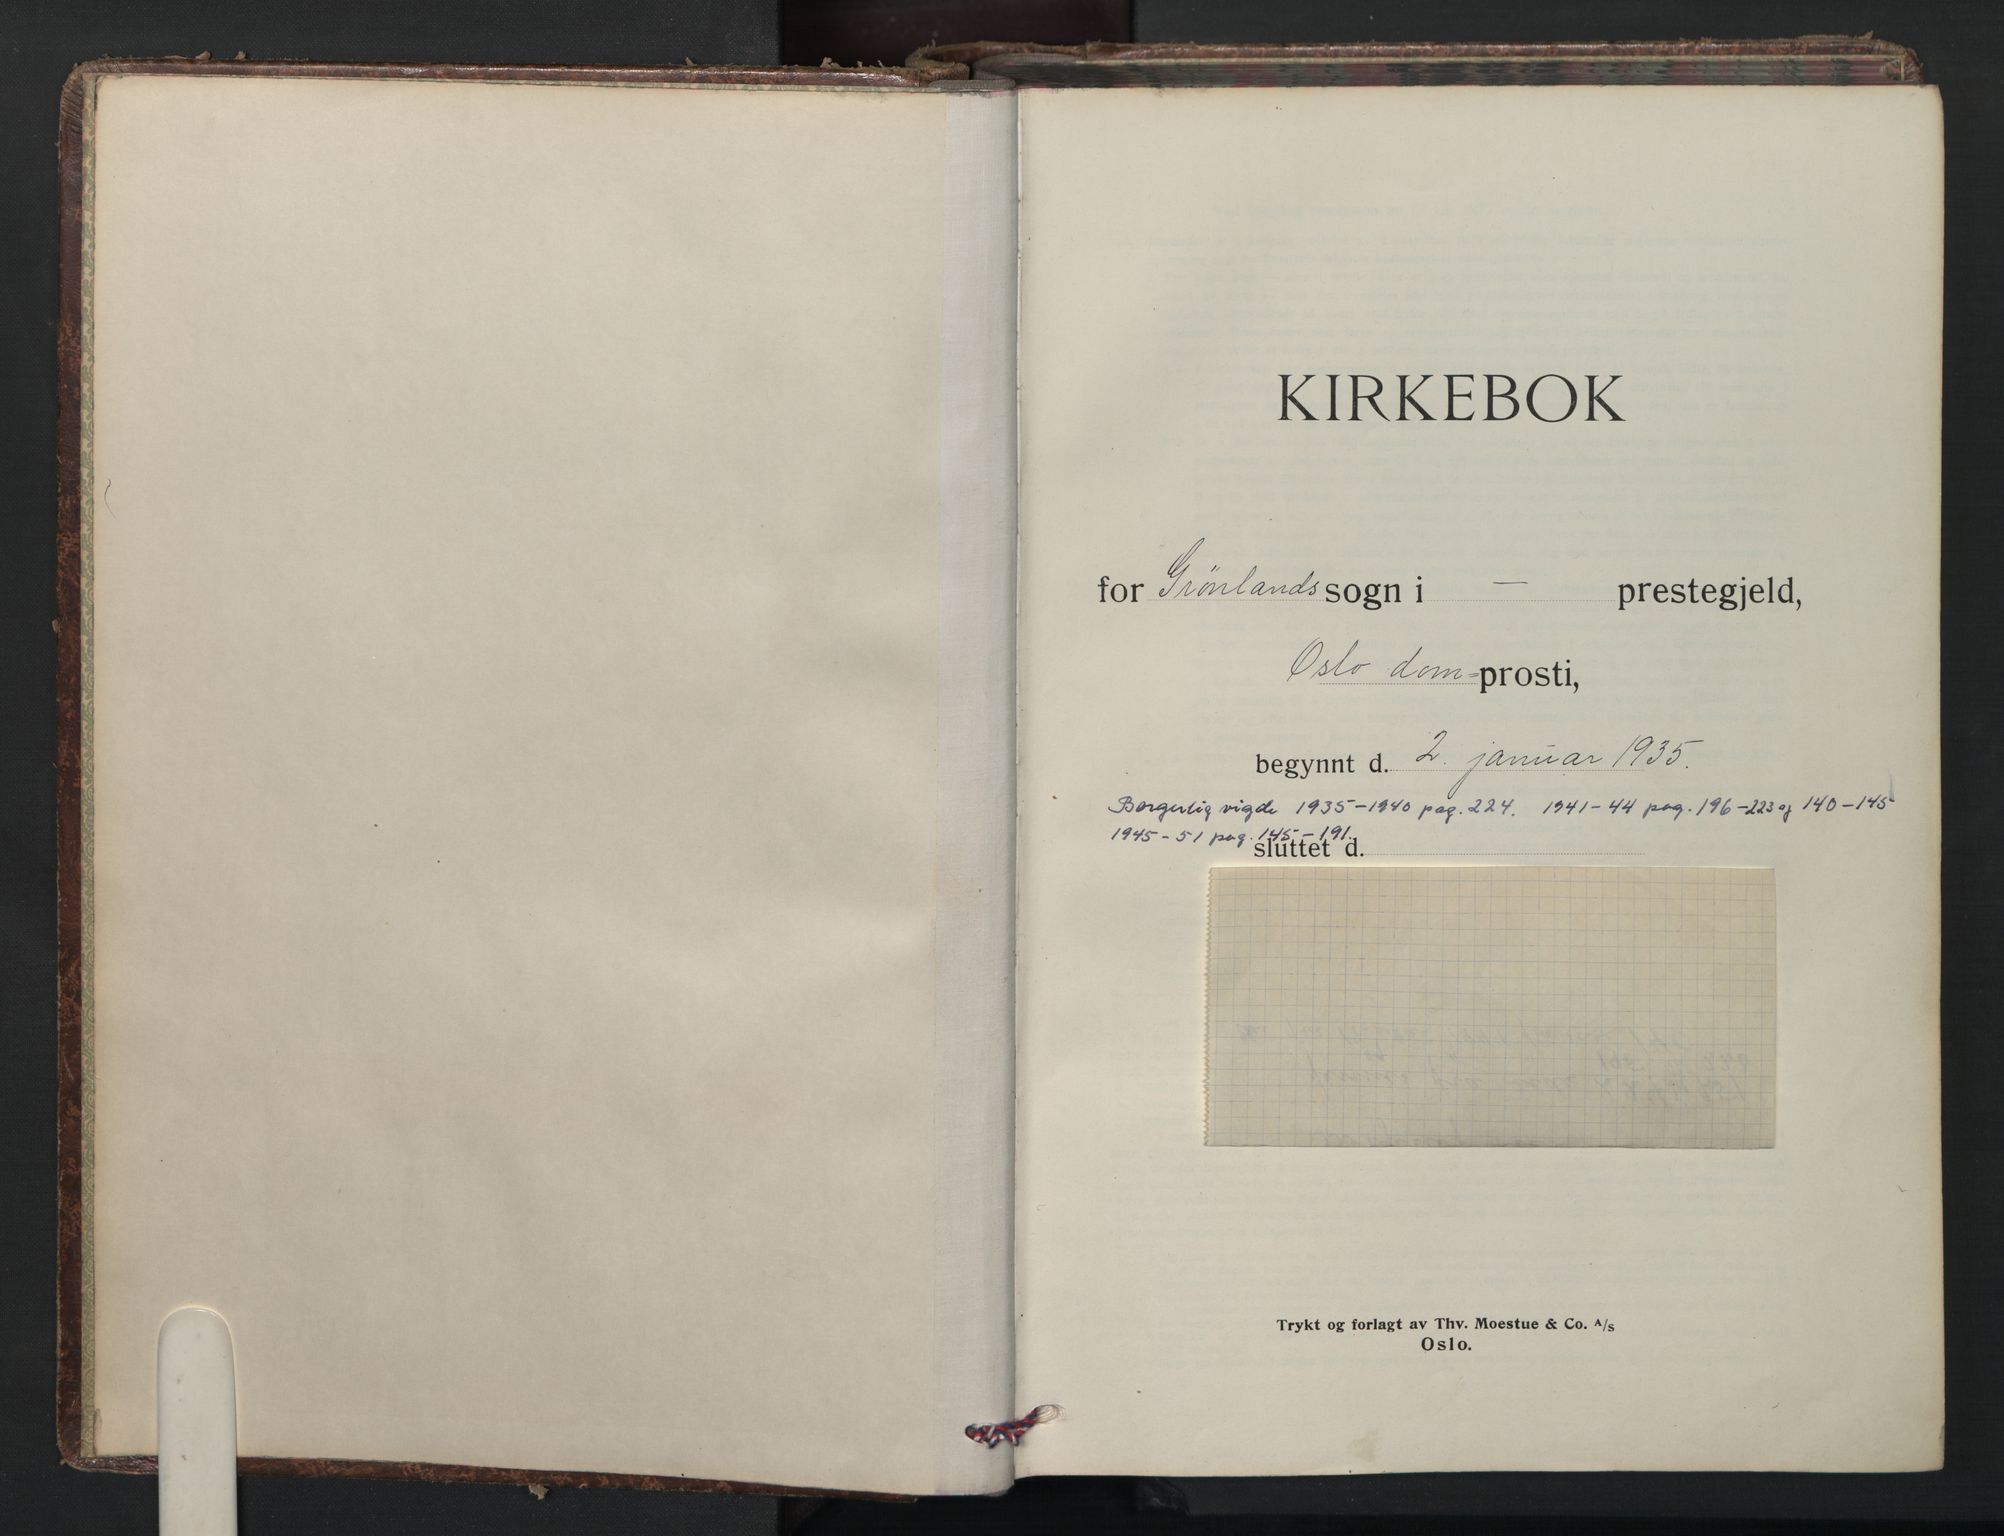 KIRKEBOK
for Grönlands sogn i — prestegjeld,
Oslo dom=prosti,
begynnt d. 2. januar 1935.
Borgerlig vigde 1935–1940 pag. 224. 1941–44 pag. 196–223 og 140–145
1945–51 pag. 145–191.
sluttet d.
Trykt og forlagt av Thv. Moestue & Co. A/s
Oslo.